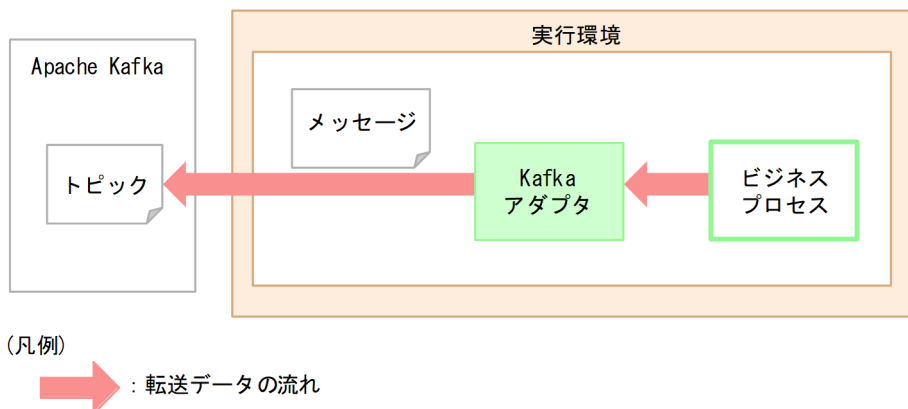 実行環境
Apache Kafka
メッセージ
トピック
Kafka
アダプタ
ビジネス
プロセス
(凡例)
：転送データの流れ